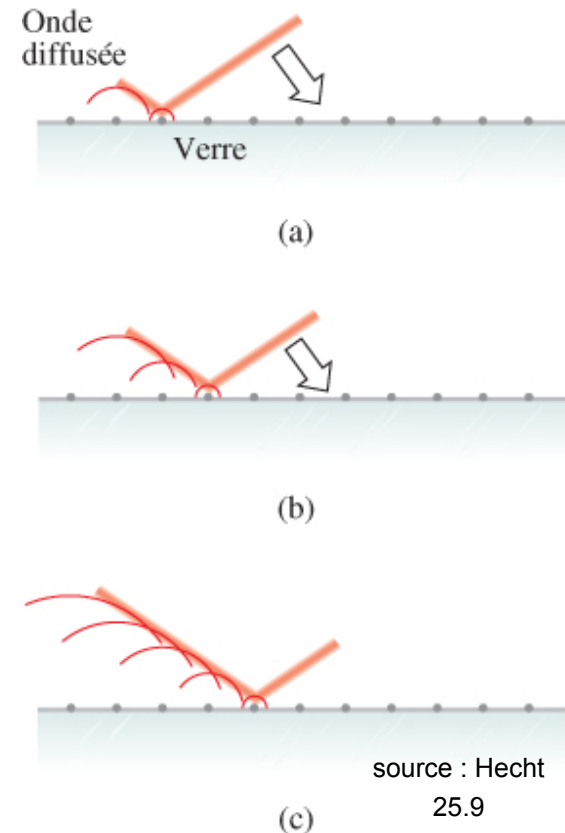 Onde
diffusée
Verre
(a)
(b)
source : Hecht
25.9
(c)